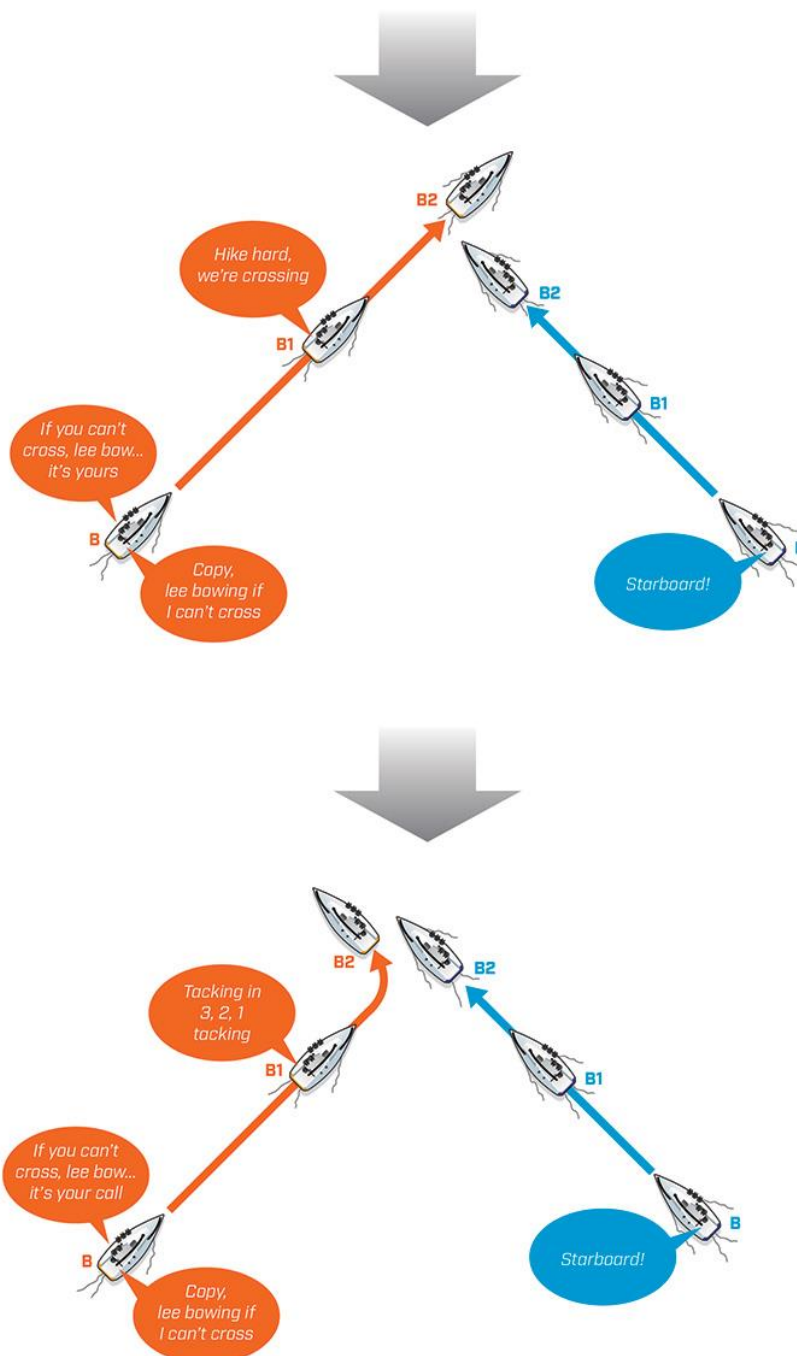 B2
Hike hard,
we're crossing
B2
B1
B1
If you can't
cross, lee bow...
it's yours
B
Copy,
lee bowing if
I can't cross
Starboard!
B2
B2
Tacking in
3, 2, 1
tacking
B1
B1
If you can't
cross, lee bow...
it's your call
B
B
Copy,
lee bowing if
I can't cross
Starboard!